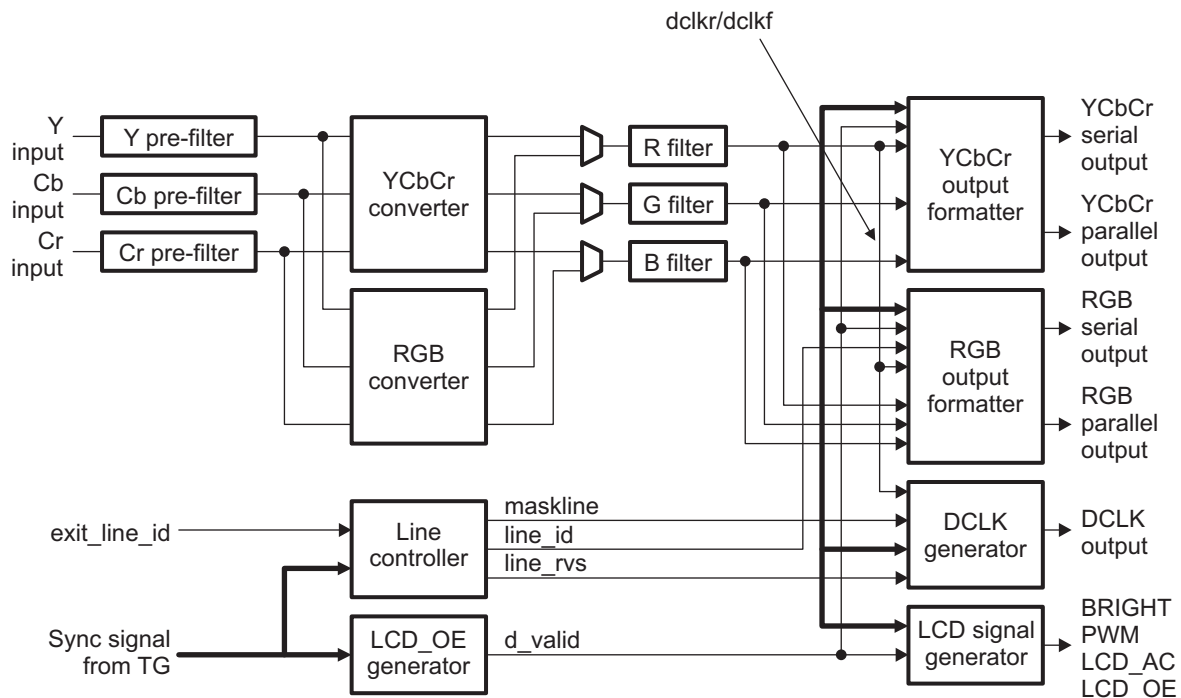 dclkr/dclkf
Y
input
Y pre-filter
Cb
input
Cb pre-filter
Cr
input
Cr pre-filter
YCbCr
converter
RGB
converter
R filter
G filter
B filter
YCbCr
output
formatter
YCbCr
serial
output
YCbCr
parallel
output
RGB
output
formatter
RGB
serial
output
RGB
parallel
output
exit_line_id
Line
controller
maskline
line_id
line_rvs
DCLK
generator
DCLK
output
Sync signal
from TG
LCD_OE
generator
d_valid
LCD signal
generator
BRIGHT
PWM
LCD_AC
LCD_OE